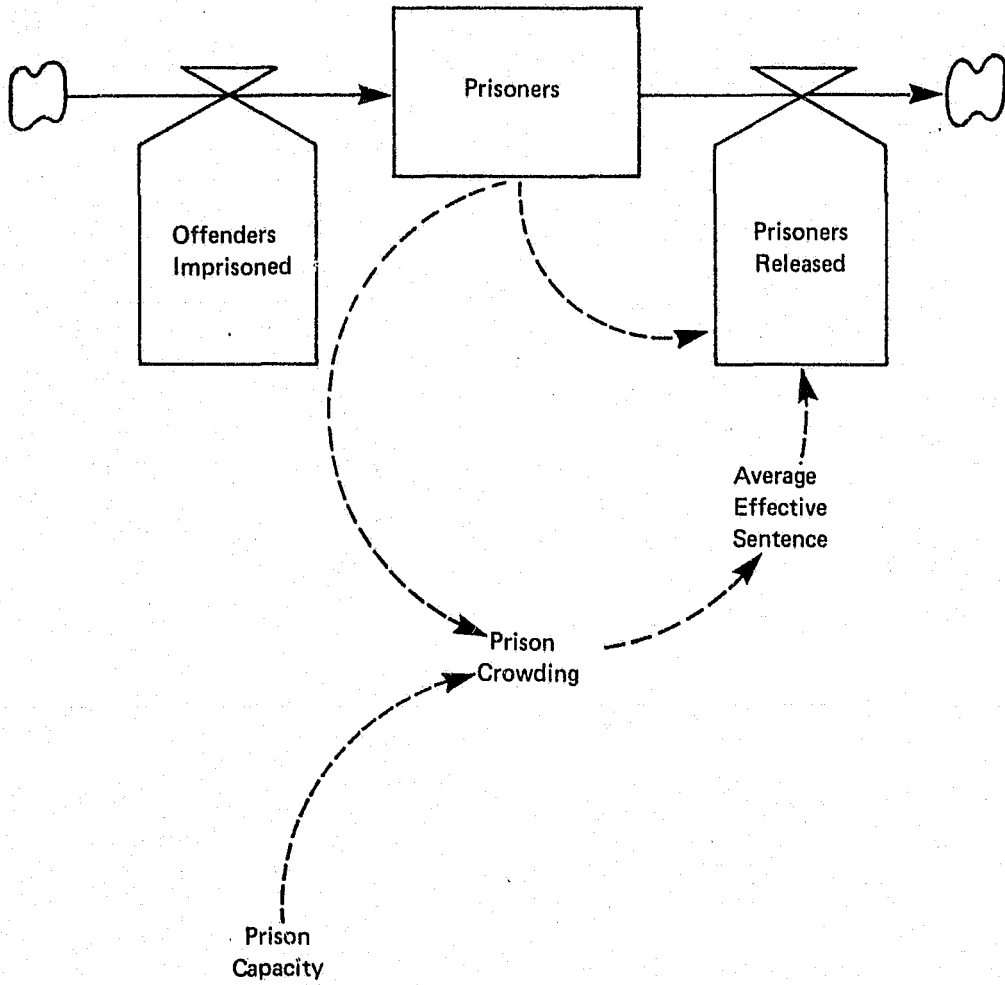 Prisoners
Offenders
Imprisoned
Prisoners
Released
Average
Effective
Sentence
Prison
Crowding
Prison
Capacity